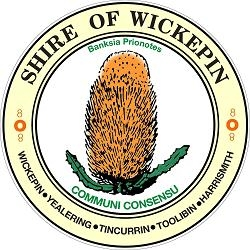 SHIRE OF WICKEPIN
Banksia Prionotes
COMMUNI CONSENSU
WICKEPIN • YEALERING • TINCURRIN • TOOLIBIN • HARRISMITH